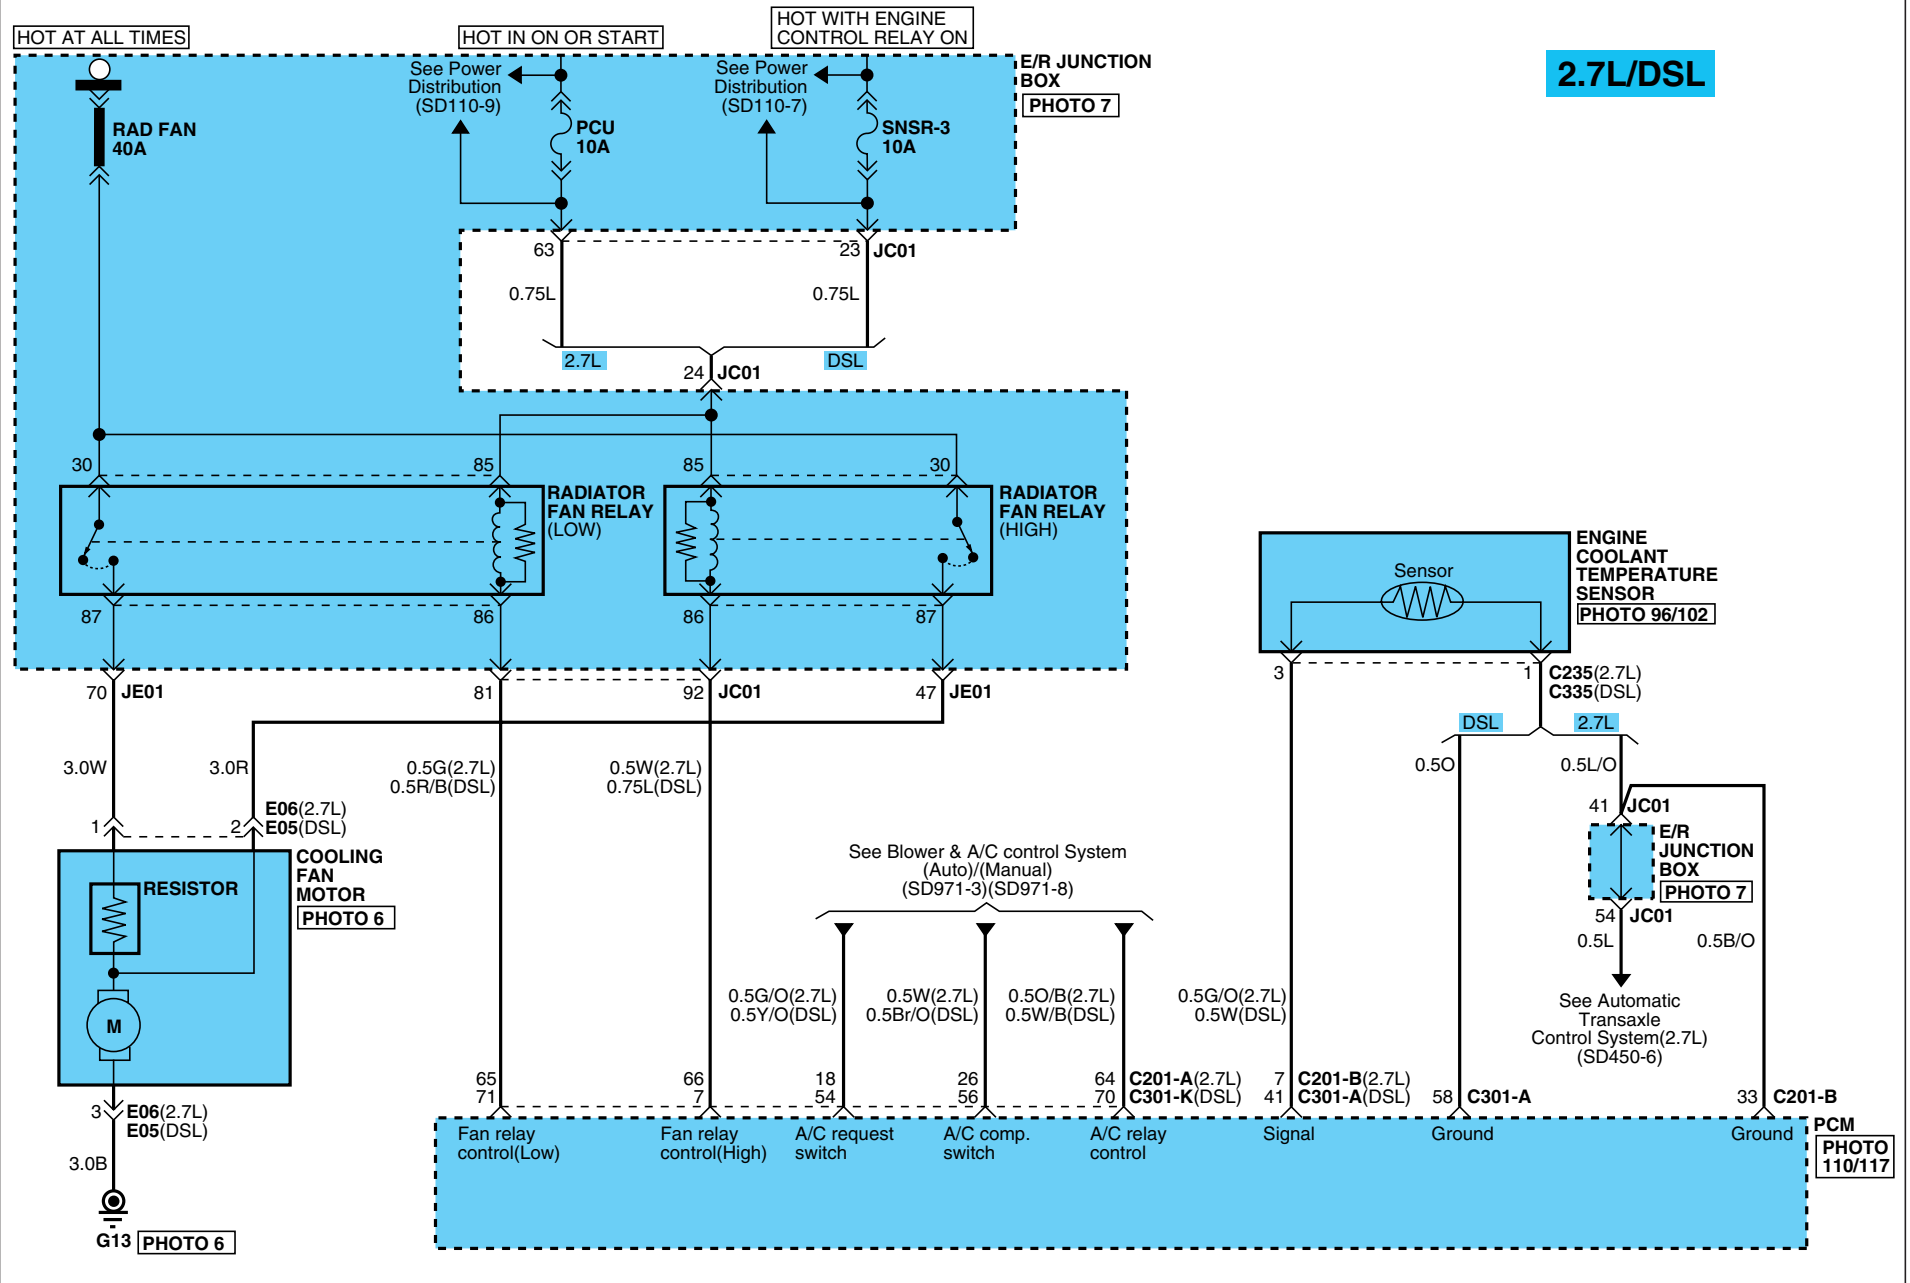 HOT AT ALL TIMES
HOT IN ON OR START
HOT WITH ENGINE
CONTROL RELAY ON
2.7L/DSL
E/R JUNCTION
BOX
PHOTO 7
See Power
Distribution
(SD110-9)
See Power
Distribution
(SD110-7)
RAD FAN
40A
PCU
10A
SNSR-3
10A
63
23
JC01
0.75L
0.75L
2.7L
DSL
24
JC01
30
85
85
30
RADIATOR
FAN RELAY
(LOW)
RADIATOR
FAN RELAY
(HIGH)
87
86
86
87
ENGINE
COOLANT
TEMPERATURE
SENSOR
PHOTO 96/102
Sensor
70
JE01
81
92
JC01
47
JE01
3
1
C235(2.7L)
C335(DSL)
DSL
2.7L
3.0W
3.0R
0.5G(2.7L)
0.5R/B(DSL)
0.5W(2.7L)
0.75L(DSL)
0.5O
0.5L/O
1
2
E06(2.7L)
E05(DSL)
41
JC01
E/R
JUNCTION
BOX
PHOTO 7
COOLING
FAN
MOTOR
PHOTO 6
RESISTOR
M
See Blower & A/C control System
(Auto)/(Manual)
(SD971-3)(SD971-8)
54
JC01
0.5L
0.5B/O
0.5G/O(2.7L)
0.5Y/O(DSL)
0.5W(2.7L)
0.5Br/O(DSL)
0.5O/B(2.7L)
0.5W/B(DSL)
0.5G/O(2.7L)
0.5W(DSL)
See Automatic
Transaxle
Control System(2.7L)
(SD450-6)
3
E06(2.7L)
E05(DSL)
3.0B
G13
PHOTO 6
65
71
66
7
18
54
26
56
64
70
C201-A(2.7L)
C301-K(DSL)
7
41
C201-B(2.7L)
C301-A(DSL)
58
C301-A
33
C201-B
Fan relay
control(Low)
Fan relay
control(High)
A/C request
switch
A/C comp.
switch
A/C relay
control
Signal
Ground
Ground
PCM
PHOTO
110/117